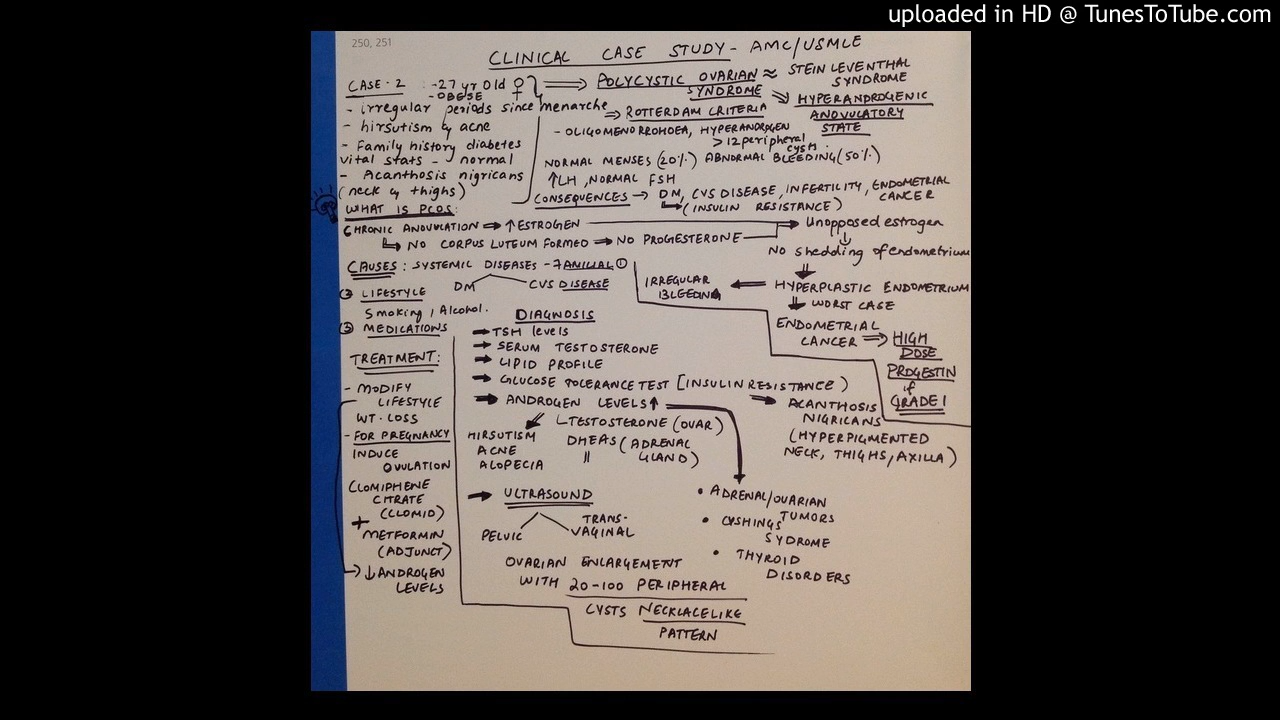 uploaded in HD @ TunesToTube.com
250, 251
CLINICAL CASE STUDY - AMC/USMLE
CASE-2 : -27 yr Old ♀
-OBESE
- irregular periods since menarche
- hirsutism & acne
- Family history diabetes
vital stats - normal
- Acanthosis nigricans
(neck & thighs)
⇒ POLYCYSTIC OVARIAN SYNDROME ≈ STEIN LEVENTHAL SYNDROME
⇒ HYPERANDROGENIC
ANOVULATORY
STATE
⇒ ROTTERDAM CRITERIA
- OLIGOMENORRHOEA, HYPERANDROGEN
>12 peripheral
cysts.
NORMAL MENSES (20%) ABNORMAL BLEEDING (50%)
↑LH, NORMAL FSH
CONSEQUENCES → DM, CVS DISEASE, INFERTILITY, ENDOMETRIAL CANCER
(INSULIN RESISTANCE)
WHAT IS PCOS:
CHRONIC ANOVULATION ⇒ ↑ESTROGEN → Unopposed estrogen
↳ NO CORPUS LUTEUM FORMED ⇒ NO PROGESTERONE
No shedding of endometrium
HYPERPLASTIC ENDOMETRIUM
IRREGULAR
BLEEDING
WORST CASE
ENDOMETRIAL
CANCER ⇒ HIGH
DOSE
PROGESTIN
if
GRADE I
CAUSES: SYSTEMIC DISEASES - FAMILIAL ①
DM CVS DISEASE
② LIFESTYLE
Smoking, Alcohol.
③ MEDICATIONS
TREATMENT:
- MODIFY
LIFESTYLE
WT. LOSS
- FOR PREGNANCY
INDUCE
OVULATION
CLOMIPHENE
CITRATE
(CLOMID)
+
METFORMIN
(ADJUNCT)
→ ↓ANDROGEN
LEVELS
DIAGNOSIS
→ TSH levels
→ SERUM TESTOSTERONE
→ LIPID PROFILE
→ GLUCOSE TOLERANCE TEST [INSULIN RESISTANCE)
→ ANDROGEN LEVELS↑
→ ACANTHOSIS
NIGRICANS
(HYPERPIGMENTED
NECK, THIGHS/AXILLA)
HIRSUTISM
ACNE
ALOPECIA
TESTOSTERONE (OVAR)
DHEAS (ADRENAL
GLAND)
• ADRENAL/OVARIAN
TUMORS
• CUSHINGS
SYDROME
• THYROID
DISORDERS
→ ULTRASOUND
PELVIC TRANS-
VAGINAL
OVARIAN ENLARGEMENT
WITH 20-100 PERIPHERAL
CYSTS NECKLACELIKE
PATTERN